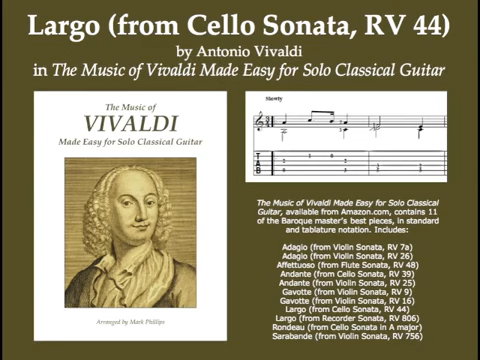 Largo (from Cello Sonata, RV 44)
by Antonio Vivaldi
in The Music of Vivaldi Made Easy for Solo Classical Guitar
The Music of
VIVALDI
Made Easy for Solo Classical Guitar
Arranged by Mark Phillips
Slowly
The Music of Vivaldi Made Easy for Solo Classical
Guitar, available from Amazon.com, contains 11
of the Baroque master's best pieces, in standard
and tablature notation. Includes:
Adagio (from Violin Sonata, RV 7a)
Adagio (from Violin Sonata, RV 26)
Affettuoso (from Flute Sonata, RV 48)
Andante (from Cello Sonata, RV 39)
Andante (from Violin Sonata, RV 25)
Gavotte (from Violin Sonata, RV 9)
Gavotte (from Violin Sonata, RV 16)
Largo (from Cello Sonata, RV 44)
Largo (from Recorder Sonata, RV 806)
Rondeau (from Cello Sonata in A major)
Sarabande (from Violin Sonata, RV 756)